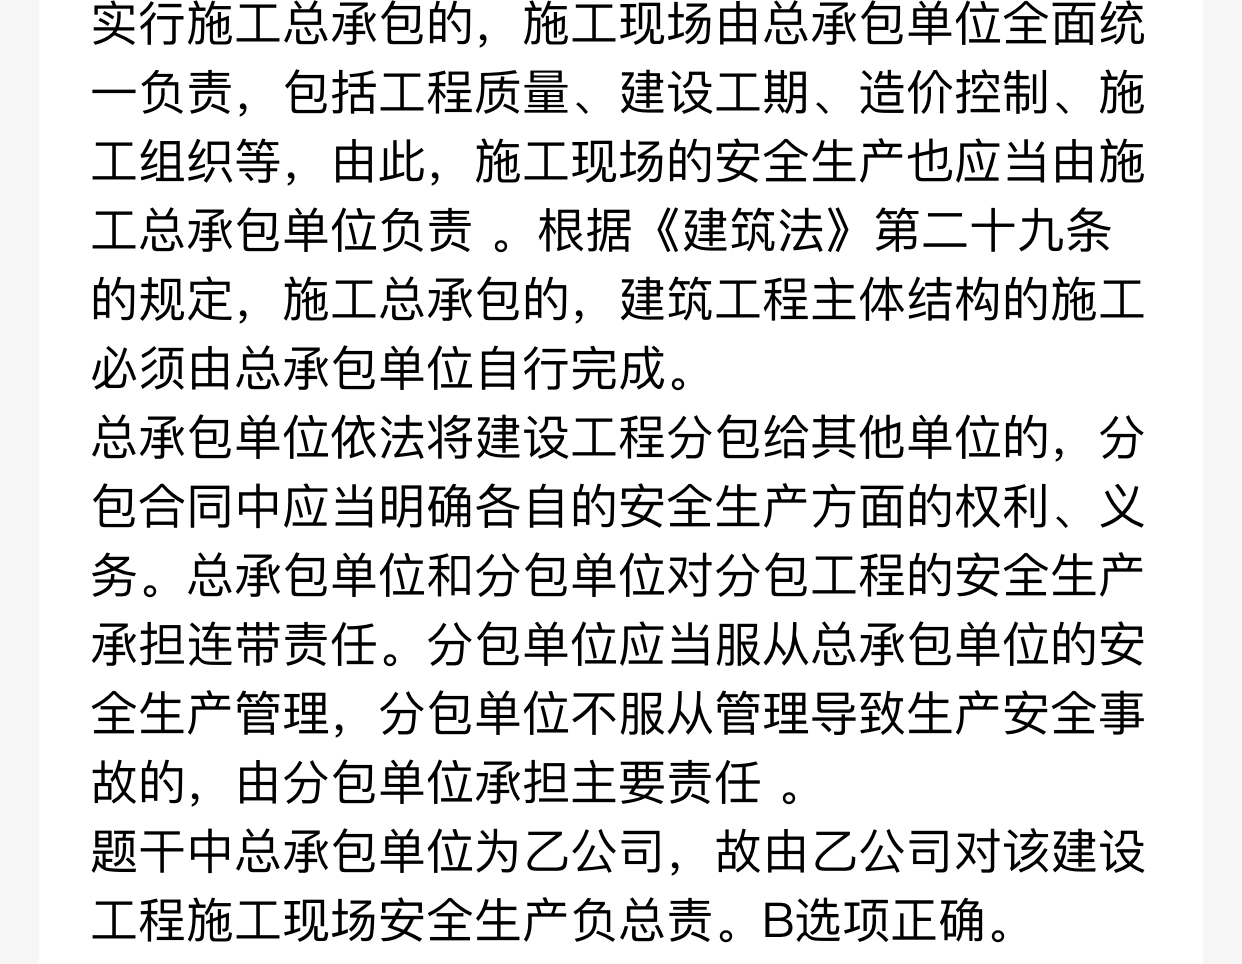 实行施工总承包的，施工现场由总承包单位全面统
一负责，包括工程质量、建设工期、造价控制、施
工组织等，由此，施工现场的安全生产也应当由施
工总承包单位负责 。根据《建筑法》第二十九条
的规定，施工总承包的，建筑工程主体结构的施工
必须由总承包单位自行完成。
总承包单位依法将建设工程分包给其他单位的，分
包合同中应当明确各自的安全生产方面的权利、义
务。总承包单位和分包单位对分包工程的安全生产
承担连带责任。分包单位应当服从总承包单位的安
全生产管理，分包单位不服从管理导致生产安全事
故的，由分包单位承担主要责任 。
题干中总承包单位为乙公司，故由乙公司对该建设
工程施工现场安全生产负总责。B选项正确。